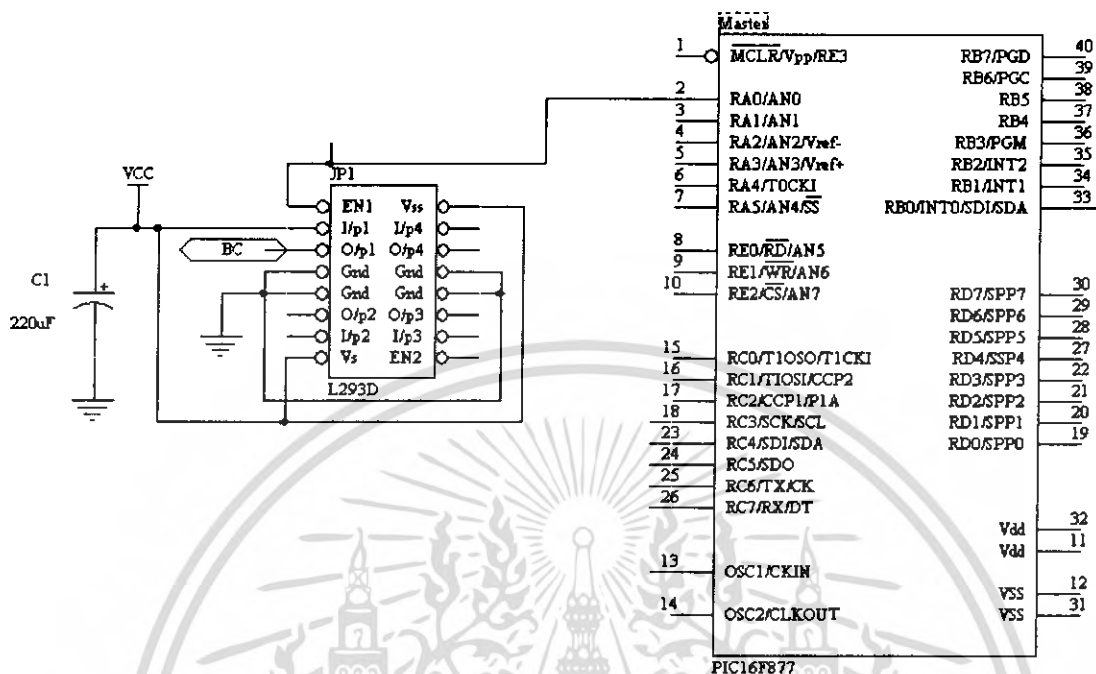 VCC
C1
+
220uF
JP1
EN1 Vss
I/p1 I/p4
BC
O/p1 O/p4
Gnd Gnd
Gnd Gnd
O/p2 O/p3
I/p2 I/p3
Vs EN2
L293D
Master
1 MCLR/Vpp/RE3 RB7/PGD 40
RB6/PGC 39
2 RA0/AN0 RB5 38
3 RA1/AN1 RB4 37
4 RA2/AN2/Vref- RB3/PGM 36
5 RA3/AN3/Vref+ RB2/INT2 35
6 RA4/T0CKI RB1/INT1 34
7 RA5/AN4/SS RB0/INT0/SDI/SDA 33
8 RE0/RD/AN5
9 RE1/WR/AN6
10 RE2/CS/AN7 RD7/SPP7 30
RD6/SPP6 29
RD5/SPP5 28
15 RC0/T1OSO/T1CKI RD4/SSP4 27
16 RC1/TIOSI/CCP2 RD3/SPP3 22
17 RC2/CCP1/P1A RD2/SPP2 21
18 RC3/SCK/SCL RD1/SPP1 20
23 RC4/SDI/SDA RD0/SPP0 19
24 RC5/SDO
25 RC6/TX/CK
26 RC7/RX/DT
Vdd 32
Vdd 11
13 OSC1/CKIN
VSS 12
14 OSC2/CLKOUT VSS 31
PIC16F877